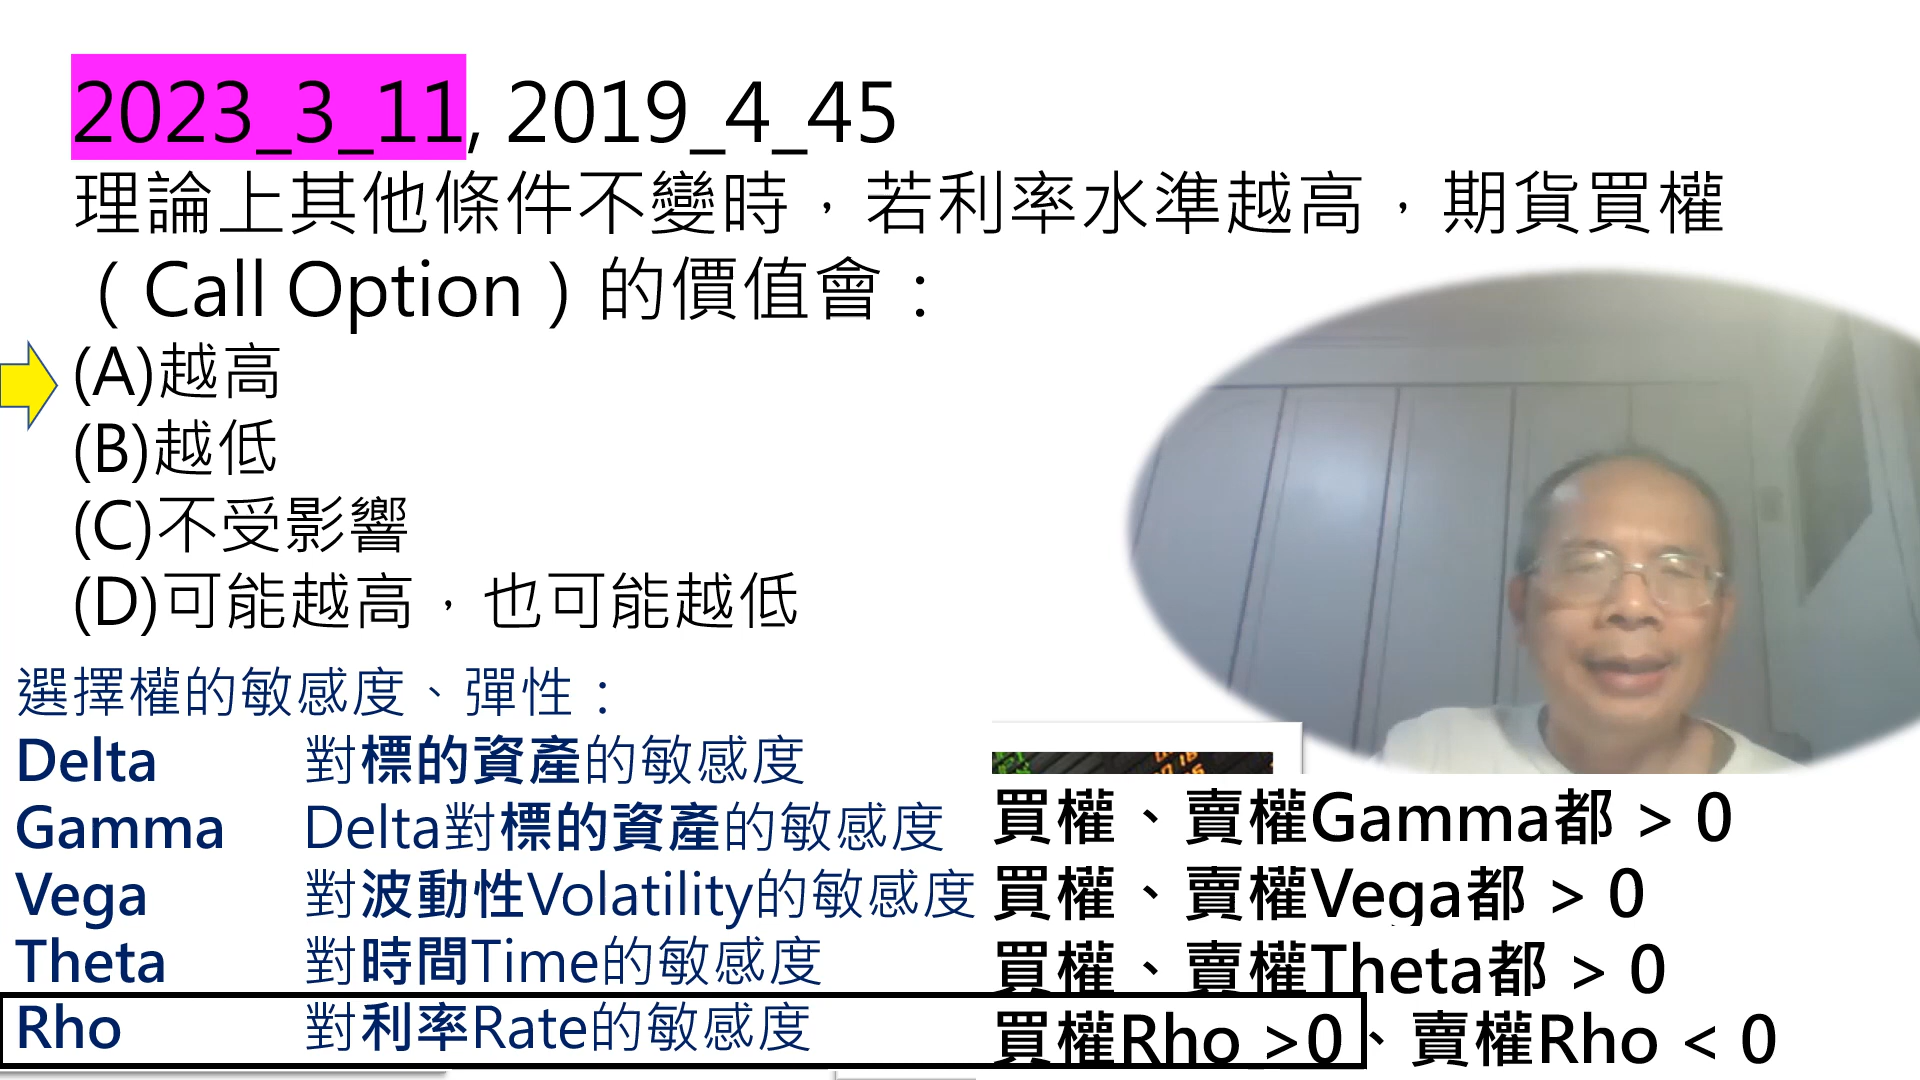 2023_3_11, 2019_4_45
理論上其他條件不變時，若利率水準越高，期貨買權
（Call Option）的價值會：
(A)越高
(B)越低
(C)不受影響
(D)可能越高，也可能越低
選擇權的敏感度、彈性：
Delta 對標的資產的敏感度
Gamma Delta對標的資產的敏感度
Vega 對波動性Volatility的敏感度
Theta 對時間Time的敏感度
Rho 對利率Rate的敏感度
買權、賣權Gamma都 > 0
買權、賣權Vega都 > 0
買權、賣權Theta都 > 0
買權Rho >0、賣權Rho < 0